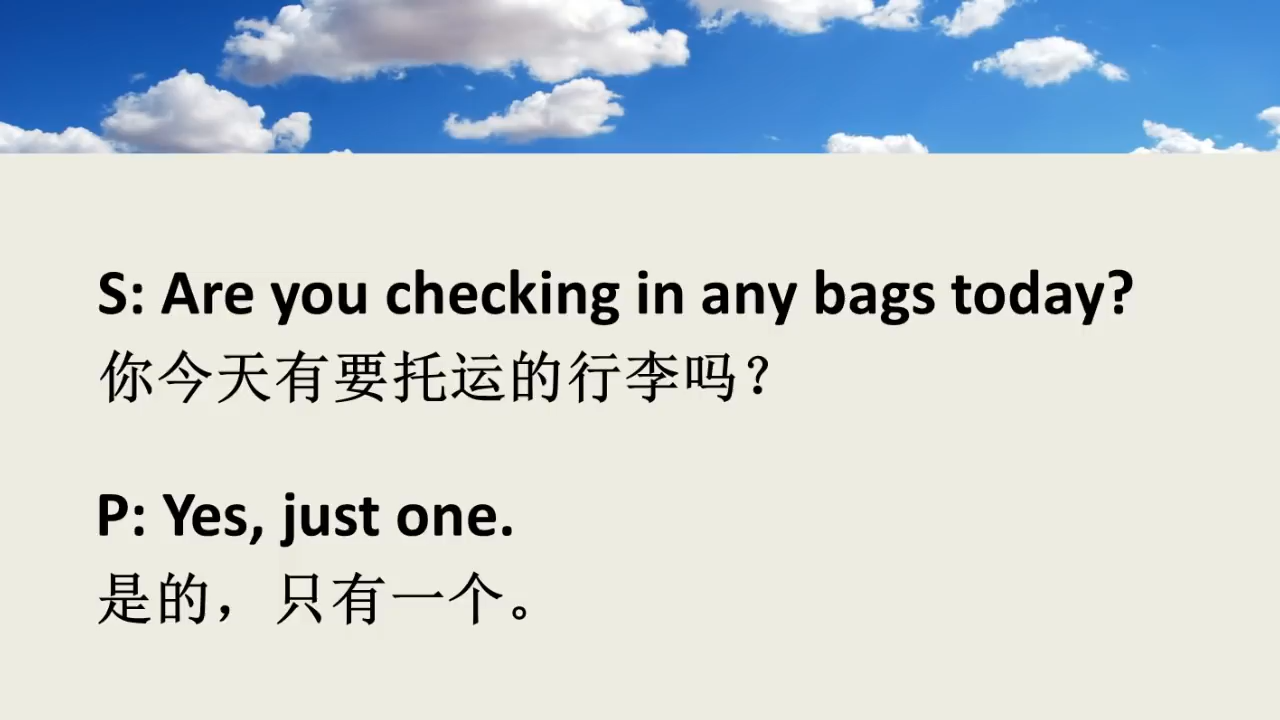 S: Are you checking in any bags today?
你今天有要托运的行李吗？
P: Yes, just one.
是的，只有一个。